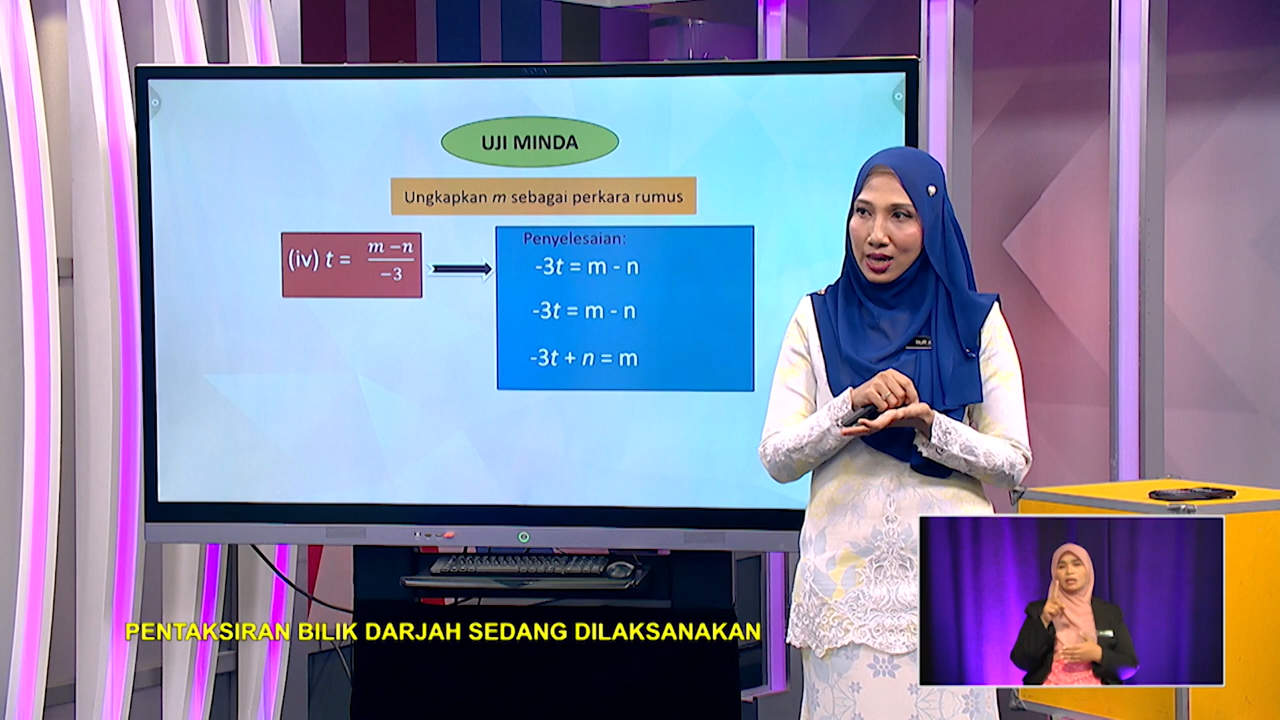 UJI MINDA
Ungkapkan m sebagai perkara rumus
(iv) t = m – n / –3
Penyelesaian:
-3t = m - n
-3t = m - n
-3t + n = m
PENTAKSIRAN BILIK DARJAH SEDANG DILAKSANAKAN